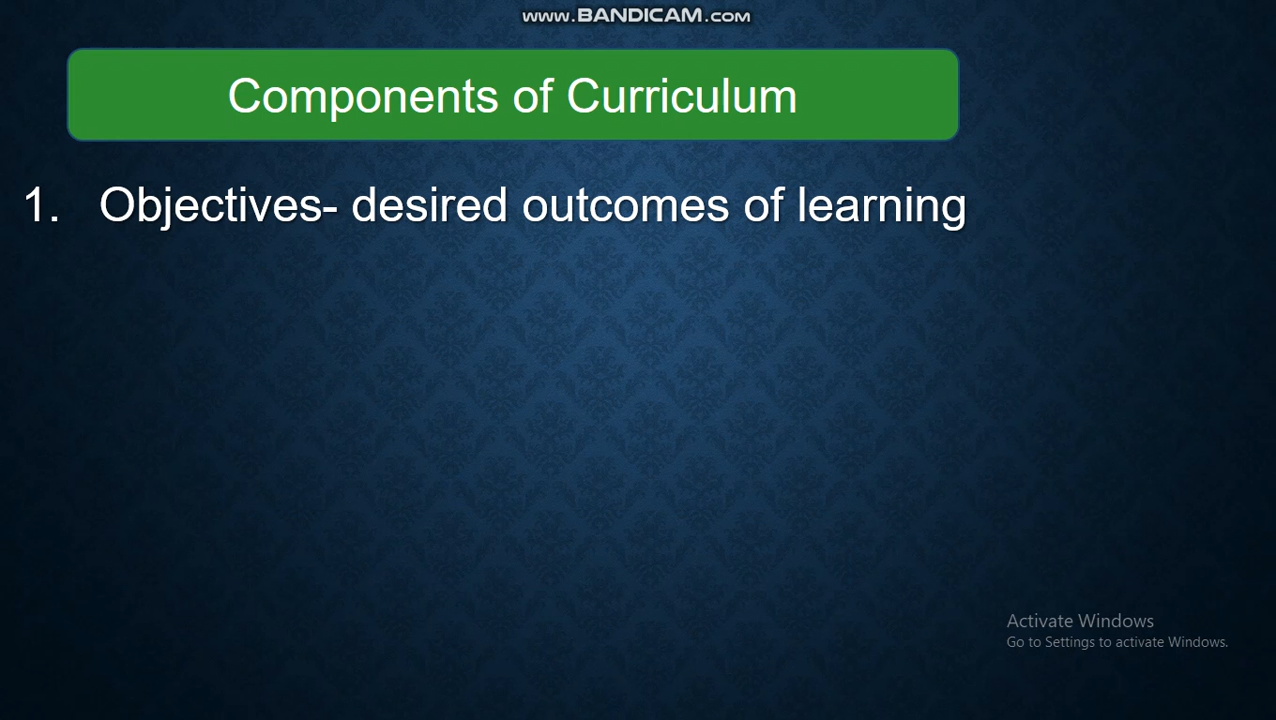 www.BANDICAM.com
Components of Curriculum
1. Objectives- desired outcomes of learning
Activate Windows
Go to Settings to activate Windows.